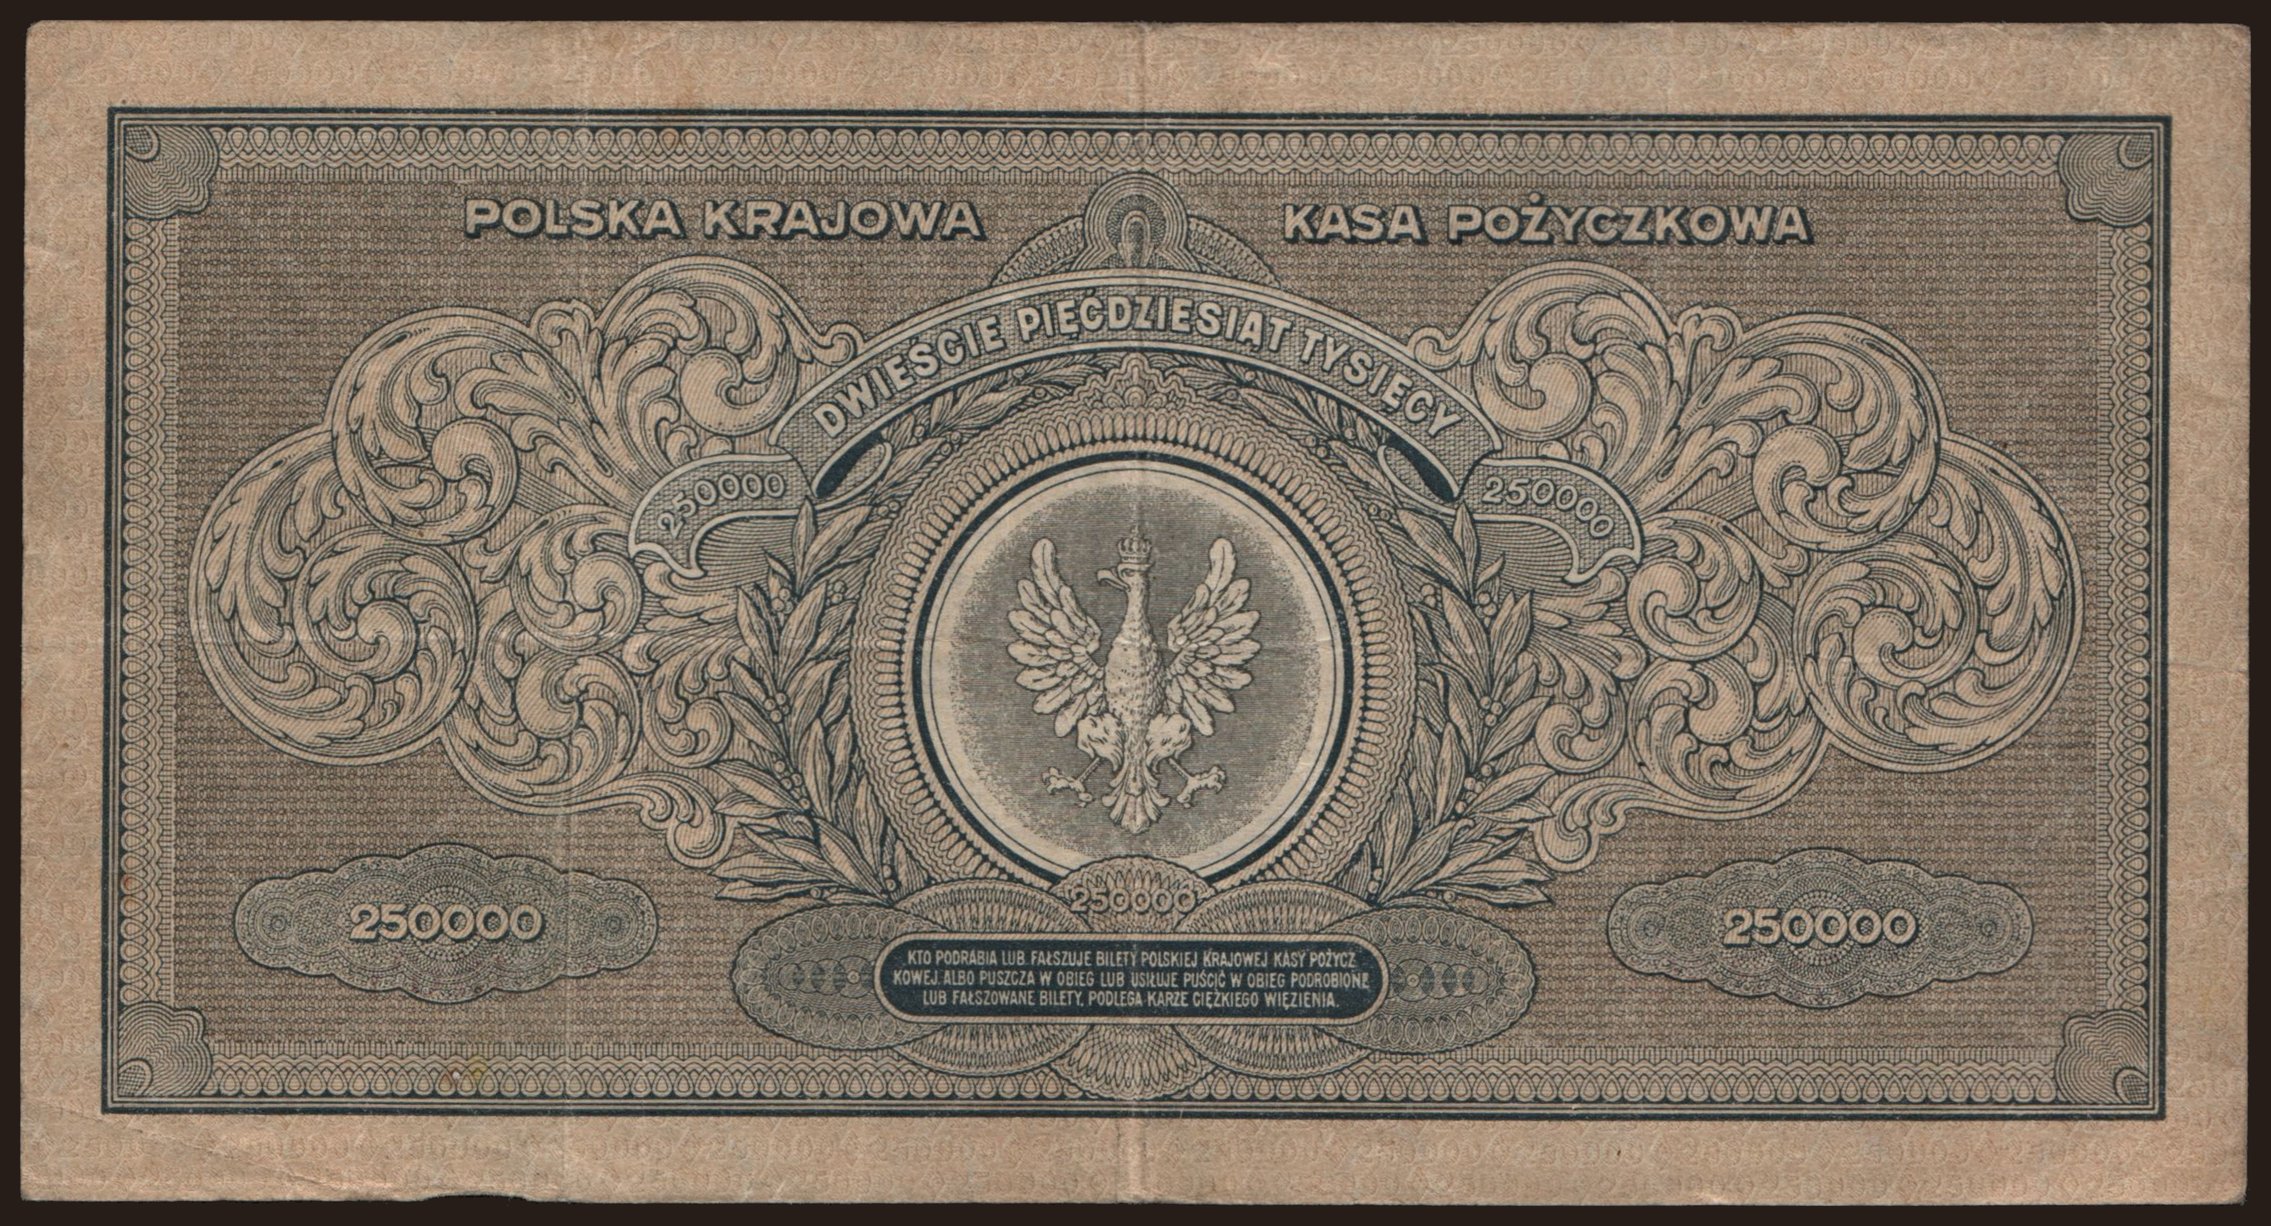 POLSKA KRAJOWA KASA POŻYCZKOWA
DWIEŚCIE PIĘĆDZIESIĄT TYSIĘCY
250000 250000
250000
250000 250000
KTO PODRABIA LUB FAŁSZUJE BILETY POLSKIEJ KRAJOWEJ KASY POŻYCZ
KOWEJ ALBO PUSZCZA W OBIEG LUB USIŁUJE PUŚCIĆ W OBIEG PODROBIONE
LUB FAŁSZOWANE BILETY, PODLEGA KARZE CIĘŻKIEGO WIĘZIENIA.